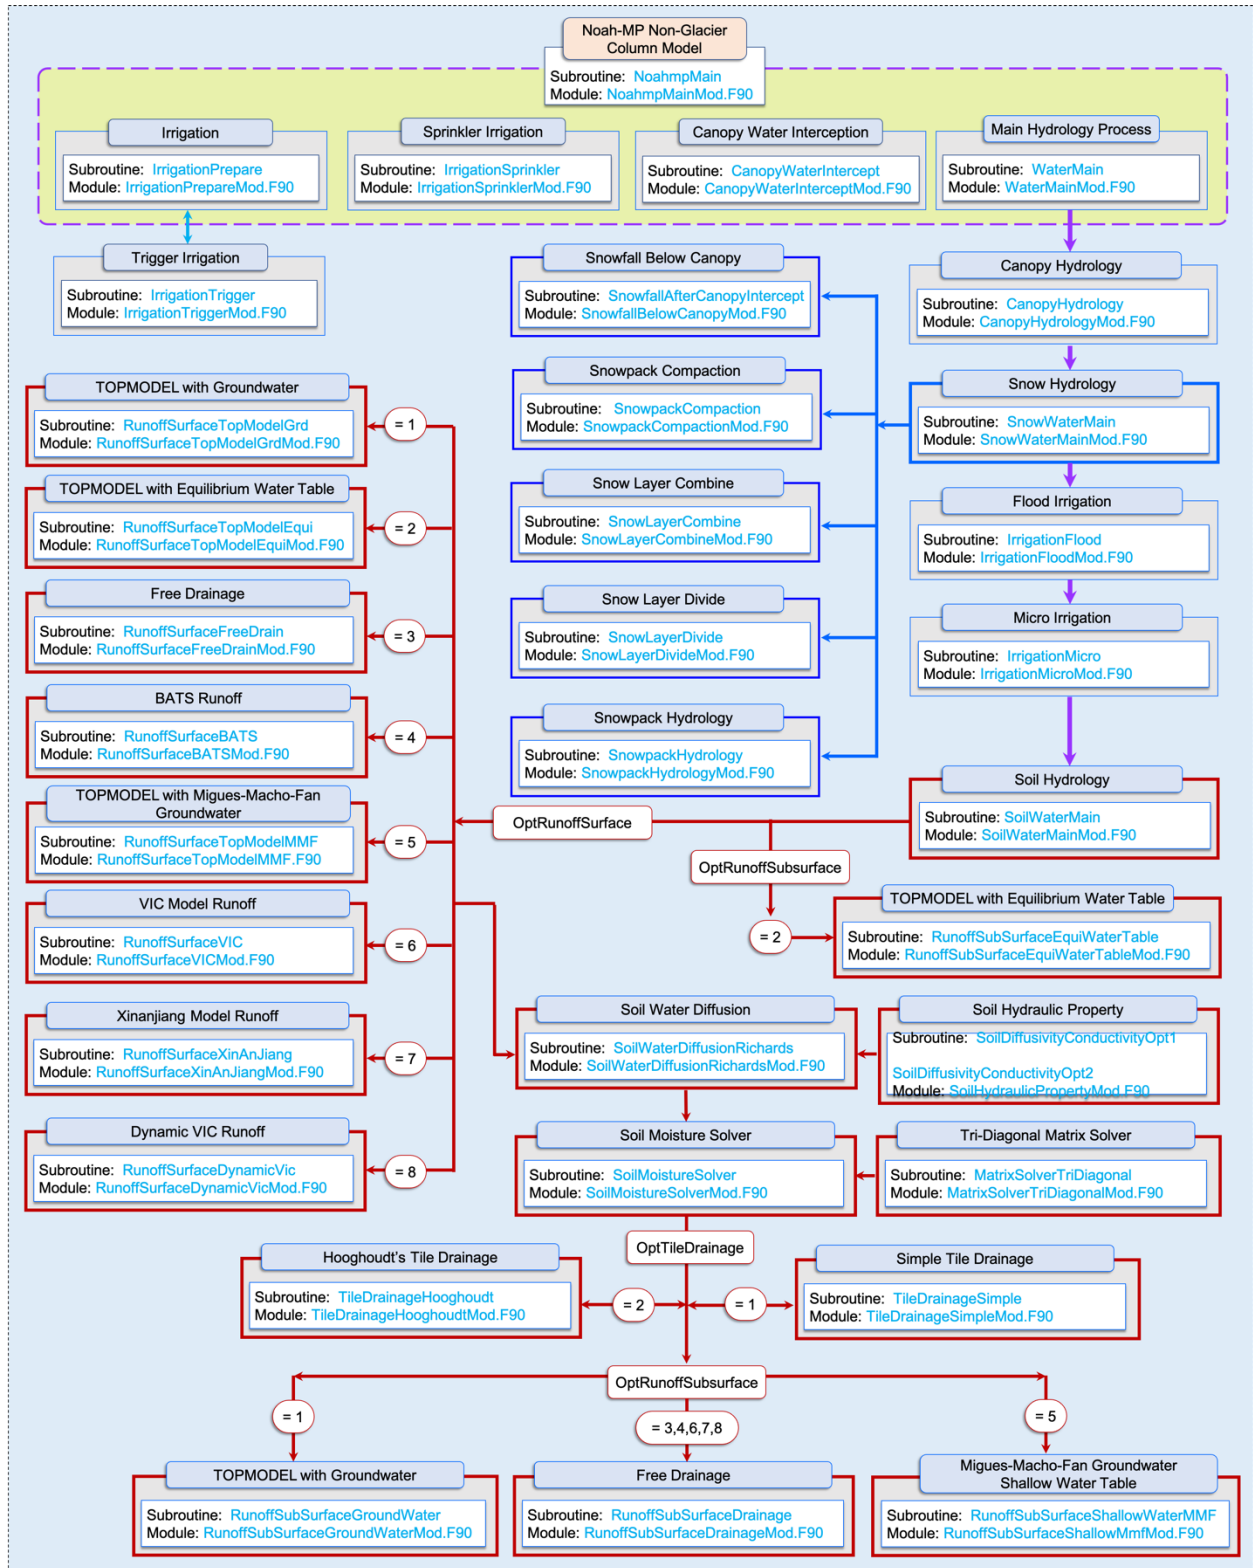 Noah-MP Non-Glacier
Column Model
Subroutine: NoahmpMain
Module: NoahmpMainMod.F90
Irrigation
Subroutine: IrrigationPrepare
Module: IrrigationPrepareMod.F90
Sprinkler Irrigation
Subroutine: IrrigationSprinkler
Module: IrrigationSprinklerMod.F90
Canopy Water Interception
Subroutine: CanopyWaterIntercept
Module: CanopyWaterInterceptMod.F90
Main Hydrology Process
Subroutine: WaterMain
Module: WaterMainMod.F90
Trigger Irrigation
Subroutine: IrrigationTrigger
Module: IrrigationTriggerMod.F90
Snowfall Below Canopy
Subroutine: SnowfallAfterCanopyIntercept
Module: SnowfallBelowCanopyMod.F90
Canopy Hydrology
Subroutine: CanopyHydrology
Module: CanopyHydrologyMod.F90
Snowpack Compaction
Subroutine: SnowpackCompaction
Module: SnowpackCompactionMod.F90
Snow Hydrology
Subroutine: SnowWaterMain
Module: SnowWaterMainMod.F90
Snow Layer Combine
Subroutine: SnowLayerCombine
Module: SnowLayerCombineMod.F90
Flood Irrigation
Subroutine: IrrigationFlood
Module: IrrigationFloodMod.F90
Snow Layer Divide
Subroutine: SnowLayerDivide
Module: SnowLayerDivideMod.F90
Micro Irrigation
Subroutine: IrrigationMicro
Module: IrrigationMicroMod.F90
Snowpack Hydrology
Subroutine: SnowpackHydrology
Module: SnowpackHydrologyMod.F90
Soil Hydrology
Subroutine: SoilWaterMain
Module: SoilWaterMainMod.F90
OptRunoffSurface
TOPMODEL with Groundwater
Subroutine: RunoffSurfaceTopModelGrd
Module: RunoffSurfaceTopModelGrdMod.F90
= 1
TOPMODEL with Equilibrium Water Table
Subroutine: RunoffSurfaceTopModelEqui
Module: RunoffSurfaceTopModelEquiMod.F90
= 2
Free Drainage
Subroutine: RunoffSurfaceFreeDrain
Module: RunoffSurfaceFreeDrainMod.F90
= 3
BATS Runoff
Subroutine: RunoffSurfaceBATS
Module: RunoffSurfaceBATSMod.F90
= 4
TOPMODEL with Migues-Macho-Fan
Groundwater
Subroutine: RunoffSurfaceTopModelMMF
Module: RunoffSurfaceTopModelMMF.F90
= 5
VIC Model Runoff
Subroutine: RunoffSurfaceVIC
Module: RunoffSurfaceVICMod.F90
= 6
Xinanjiang Model Runoff
Subroutine: RunoffSurfaceXinAnJiang
Module: RunoffSurfaceXinAnJiangMod.F90
= 7
Dynamic VIC Runoff
Subroutine: RunoffSurfaceDynamicVic
Module: RunoffSurfaceDynamicVicMod.F90
= 8
OptRunoffSubsurface
= 2
TOPMODEL with Equilibrium Water Table
Subroutine: RunoffSubSurfaceEquiWaterTable
Module: RunoffSubSurfaceEquiWaterTableMod.F90
Soil Water Diffusion
Subroutine: SoilWaterDiffusionRichards
Module: SoilWaterDiffusionRichardsMod.F90
Soil Hydraulic Property
Subroutine: SoilDiffusivityConductivityOpt1
SoilDiffusivityConductivityOpt2
Module: SoilHydraulicPropertyMod.F90
Soil Moisture Solver
Subroutine: SoilMoistureSolver
Module: SoilMoistureSolverMod.F90
Tri-Diagonal Matrix Solver
Subroutine: MatrixSolverTriDiagonal
Module: MatrixSolverTriDiagonalMod.F90
OptTileDrainage
Hooghoudt's Tile Drainage
Subroutine: TileDrainageHooghoudt
Module: TileDrainageHooghoudtMod.F90
= 2
= 1
Simple Tile Drainage
Subroutine: TileDrainageSimple
Module: TileDrainageSimpleMod.F90
OptRunoffSubsurface
= 1
= 3,4,6,7,8
= 5
TOPMODEL with Groundwater
Subroutine: RunoffSubSurfaceGroundWater
Module: RunoffSubSurfaceGroundWaterMod.F90
Free Drainage
Subroutine: RunoffSubSurfaceDrainage
Module: RunoffSubSurfaceDrainageMod.F90
Migues-Macho-Fan Groundwater
Shallow Water Table
Subroutine: RunoffSubSurfaceShallowWaterMMF
Module: RunoffSubSurfaceShallowMmfMod.F90